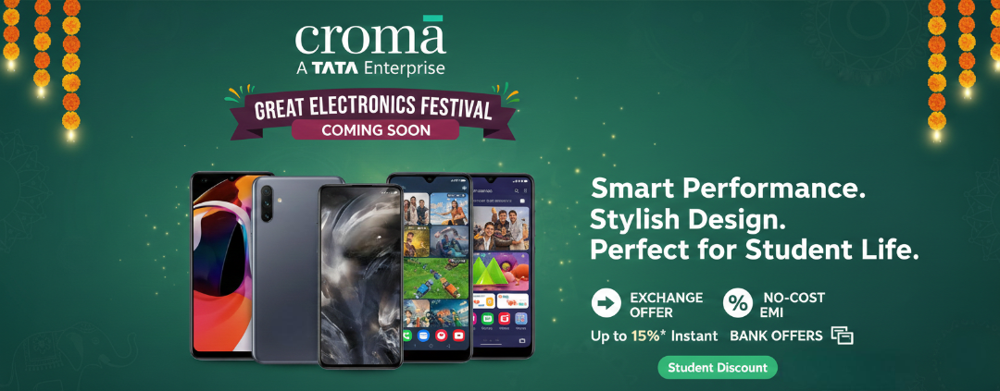 cromā
A TATA Enterprise
GREAT ELECTRONICS FESTIVAL
COMING SOON
Smart Performance.
Stylish Design.
Perfect for Student Life.
EXCHANGE
OFFER
% NO-COST
EMI
Up to 15%* Instant BANK OFFERS
Student Discount